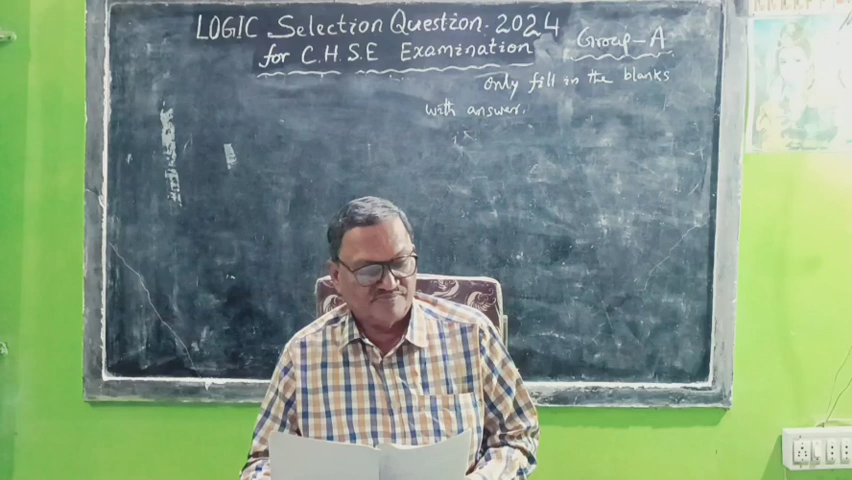 LOGIC Selection Question. 2024
for C.H.S.E Examination
Group-A
only fill in the blanks
with answer.